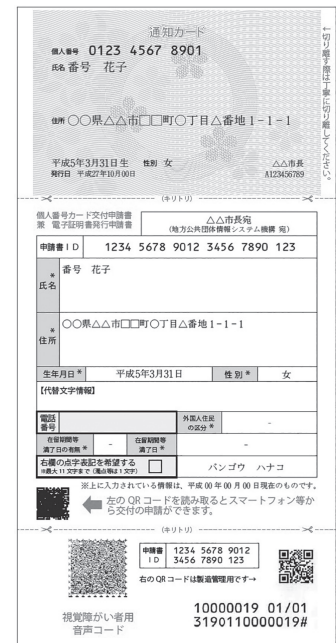 通知カード
個人番号 0123 4567 8901
氏名 番号 花子
住所 〇〇県△△市□□町〇丁目△番地1-1-1
平成5年3月31日生 性別 女 △△市長
発行日 平成27年10月00日 A123456789
←切り離す際は丁寧に切り離してください。
(キリトリ)
個人番号カード交付申請書
兼 電子証明書発行申請書
△△市長宛
(地方公共団体情報システム機構 宛)
申請書ID 1234 5678 9012 3456 7890 123
*氏名 番号 花子
*住所 〇〇県△△市□□町〇丁目△番地1-1-1
生年月日* 平成5年3月31日 性別* 女
【代替文字情報】
電話番号 外国人住民の区分* -
在留期間等満了日の有無* - 在留期間等満了日* -
右欄の点字表記を希望する □ バンゴウ ハナコ
※最大11文字まで(濁点等は1文字)
※上に入力されている情報は、平成00年00月00日現在のものです。
左のQRコードを読み取るとスマートフォン等か
ら交付の申請ができます。
(キリトリ)
申請書ID 1234 5678 9012
3456 7890 123
右のQRコードは製造管理用です→
視覚障がい者用
音声コード
10000019 01/01
3190110000019#